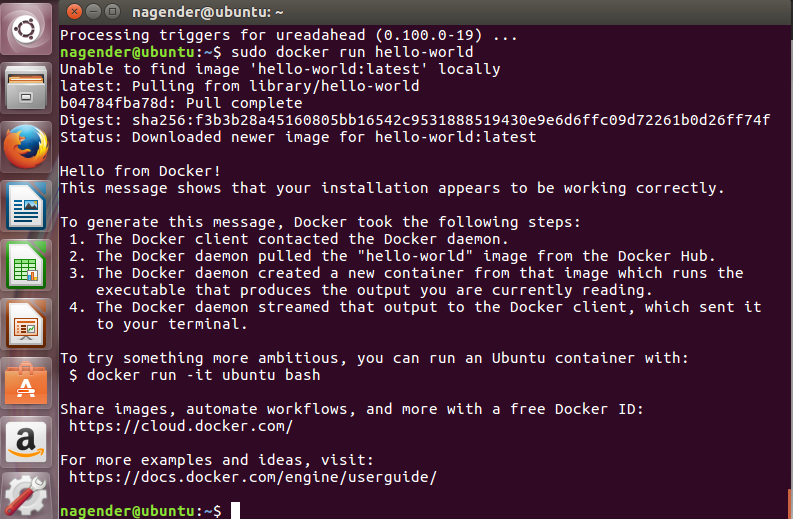 nagender@ubuntu: ~
Processing triggers for ureadahead (0.100.0-19) ...
nagender@ubuntu:~$ sudo docker run hello-world
Unable to find image 'hello-world:latest' locally
latest: Pulling from library/hello-world
b04784fba78d: Pull complete
Digest: sha256:f3b3b28a45160805bb16542c9531888519430e9e6d6ffc09d72261b0d26ff74f
Status: Downloaded newer image for hello-world:latest
Hello from Docker!
This message shows that your installation appears to be working correctly.
To generate this message, Docker took the following steps:
1. The Docker client contacted the Docker daemon.
2. The Docker daemon pulled the "hello-world" image from the Docker Hub.
3. The Docker daemon created a new container from that image which runs the
executable that produces the output you are currently reading.
4. The Docker daemon streamed that output to the Docker client, which sent it
to your terminal.
To try something more ambitious, you can run an Ubuntu container with:
$ docker run -it ubuntu bash
Share images, automate workflows, and more with a free Docker ID:
https://cloud.docker.com/
For more examples and ideas, visit:
https://docs.docker.com/engine/userguide/
nagender@ubuntu:~$